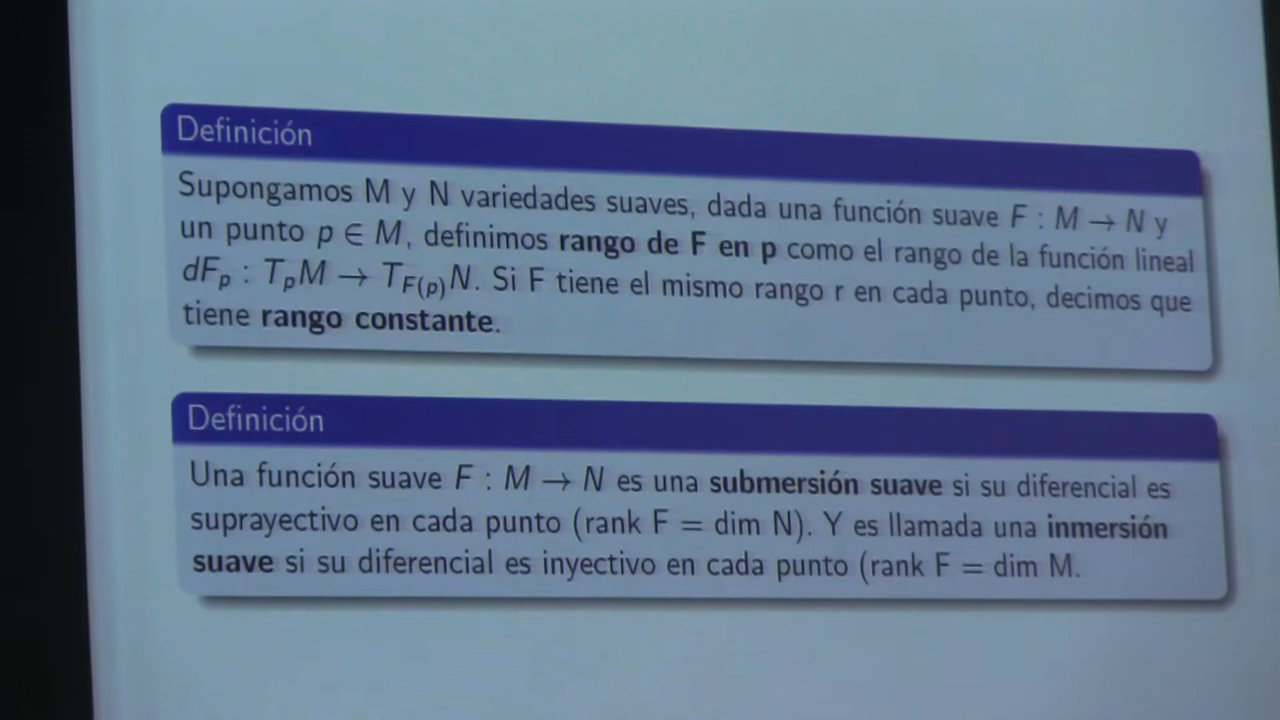 Definición
Supongamos M y N variedades suaves, dada una función suave F : M → N y
un punto p ∈ M, definimos rango de F en p como el rango de la función lineal
dFₚ : TₚM → T_{F(p)}N. Si F tiene el mismo rango r en cada punto, decimos que
tiene rango constante.
Definición
Una función suave F : M → N es una submersión suave si su diferencial es
suprayectivo en cada punto (rank F = dim N). Y es llamada una inmersión
suave si su diferencial es inyectivo en cada punto (rank F = dim M.